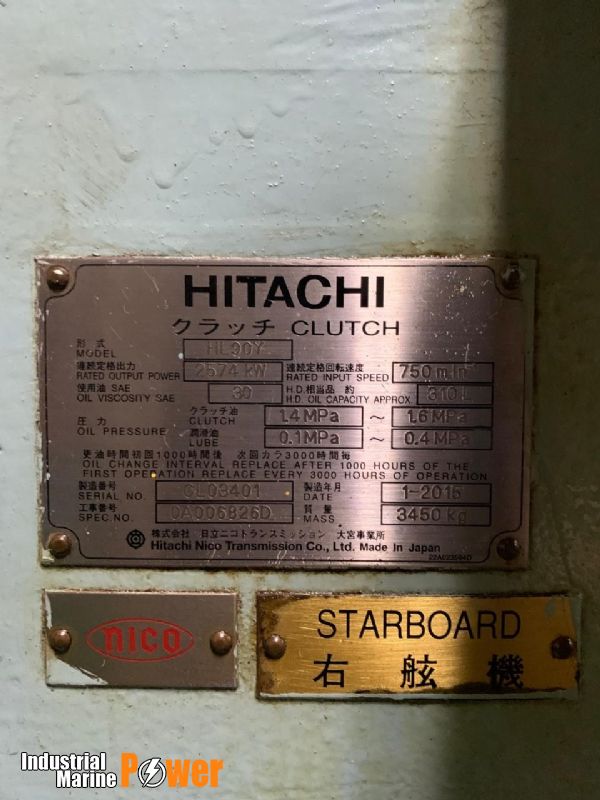 HITACHI
クラッチ CLUTCH
形式
MODEL HL90Y
連続定格出力 連続定格回転速度
RATED OUTPUT POWER 2574 kW RATED INPUT SPEED 750 min⁻¹
使用油 SAE H.D.相当品 約
OIL VISCOSITY SAE 30 H.D. OIL CAPACITY APPROX. 310 L
圧力 クラッチ油
OIL PRESSURE CLUTCH 1.4 MPa ~ 1.6 MPa
潤滑油
LUBE 0.1 MPa ~ 0.4 MPa
更油時間初回1000時間後 次回カラ3000時間毎
OIL CHANGE INTERVAL REPLACE AFTER 1000 HOURS OF THE
FIRST OPERATION REPLACE EVERY 3000 HOURS OF OPERATION
製造番号 製造年月
SERIAL NO. CL03401 DATE 1-2015
工事番号 質量
SPEC.NO. 0A006826D MASS 3450 kg
株式会社 日立ニコトランスミッション 大宮事業所
Hitachi Nico Transmission Co., Ltd. Made In Japan
nico
STARBOARD
右舷機
Industrial
Marine Power